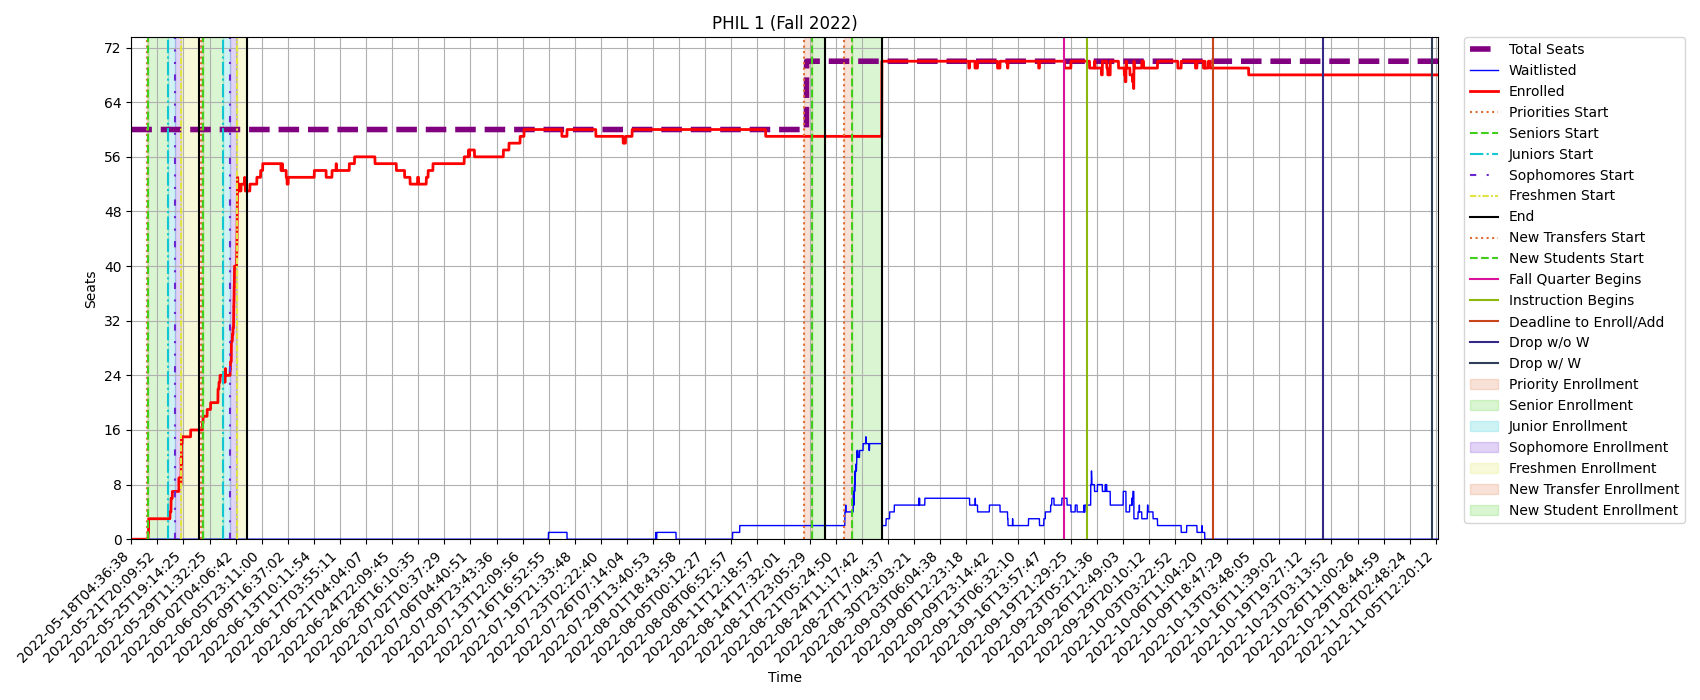 PHIL 1 (Fall 2022)
Seats
72
64
56
48
40
32
24
16
8
0
2022-05-18T04:36:38
2022-05-21T20:09:52
2022-05-25T19:14:25
2022-05-29T11:32:25
2022-06-02T04:06:42
2022-06-05T23:11:00
2022-06-09T16:37:02
2022-06-13T10:11:54
2022-06-17T03:55:11
2022-06-21T04:04:07
2022-06-24T22:09:45
2022-06-28T16:10:35
2022-07-02T10:37:29
2022-07-06T04:40:51
2022-07-09T23:43:36
2022-07-13T12:09:56
2022-07-16T16:52:55
2022-07-19T21:33:48
2022-07-23T02:22:40
2022-07-26T07:14:04
2022-07-29T13:40:53
2022-08-01T18:43:58
2022-08-05T00:12:27
2022-08-08T06:52:57
2022-08-11T12:18:57
2022-08-14T17:32:01
2022-08-17T23:05:29
2022-08-21T05:24:50
2022-08-24T11:17:42
2022-08-27T17:04:37
2022-08-30T23:03:21
2022-09-03T06:04:38
2022-09-06T12:23:18
2022-09-09T23:14:42
2022-09-13T06:32:10
2022-09-16T13:57:47
2022-09-19T21:29:25
2022-09-23T05:21:36
2022-09-26T12:49:03
2022-09-29T20:10:12
2022-10-03T03:22:52
2022-10-06T11:04:20
2022-10-09T18:47:29
2022-10-13T03:48:05
2022-10-16T11:39:02
2022-10-19T19:27:12
2022-10-23T03:13:52
2022-10-26T11:00:26
2022-10-29T18:44:59
2022-11-02T02:48:24
2022-11-05T12:20:12
Time
Total Seats
Waitlisted
Enrolled
Priorities Start
Seniors Start
Juniors Start
Sophomores Start
Freshmen Start
End
New Transfers Start
New Students Start
Fall Quarter Begins
Instruction Begins
Deadline to Enroll/Add
Drop w/o W
Drop w/ W
Priority Enrollment
Senior Enrollment
Junior Enrollment
Sophomore Enrollment
Freshmen Enrollment
New Transfer Enrollment
New Student Enrollment